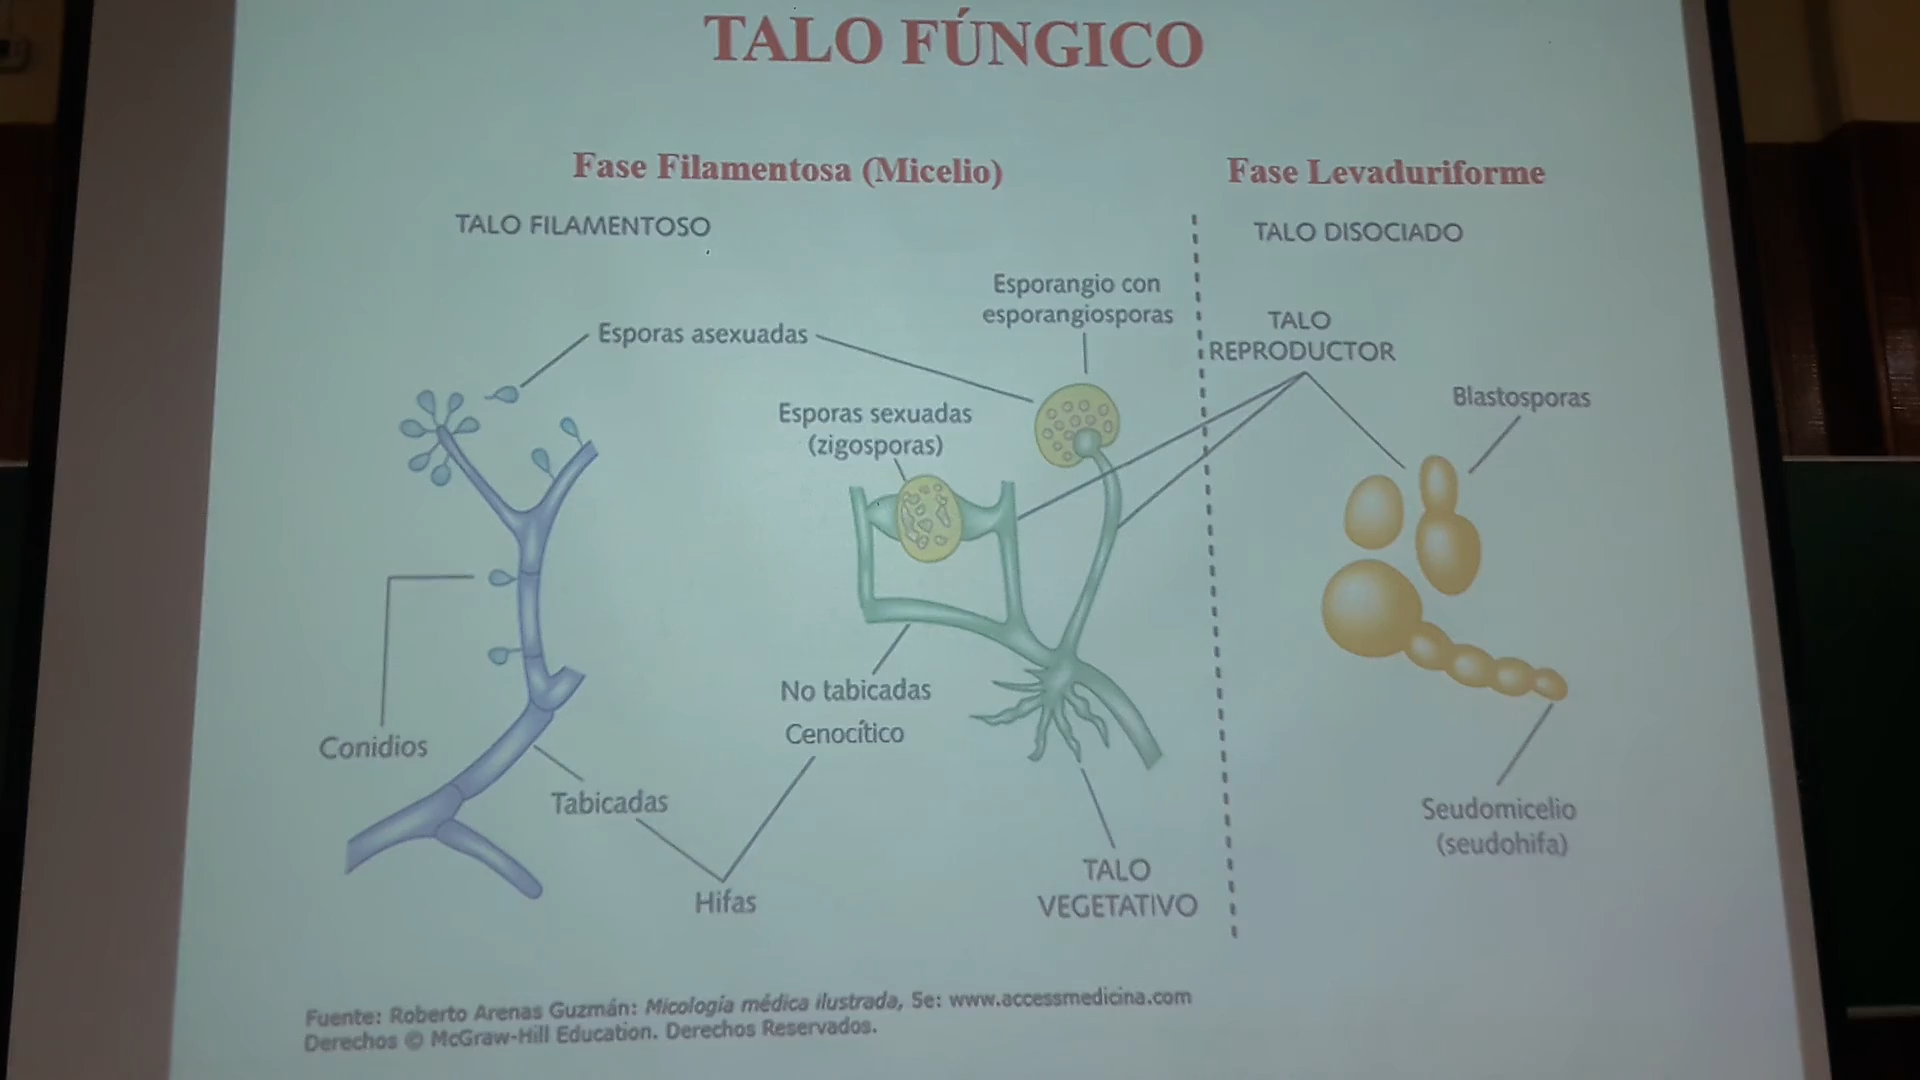 TALO FÚNGICO
Fase Filamentosa (Micelio)
Fase Levaduriforme
TALO FILAMENTOSO
TALO DISOCIADO
Esporangio con
esporangiosporas
Esporas asexuadas
TALO
REPRODUCTOR
Blastosporas
Esporas sexuadas
(zigosporas)
No tabicadas
Cenocítico
Conidios
Tabicadas
Hifas
TALO
VEGETATIVO
Seudomicelio
(seudohifa)
Fuente: Roberto Arenas Guzmán: Micología médica ilustrada, 5e: www.accessmedicina.com
Derechos © McGraw-Hill Education. Derechos Reservados.